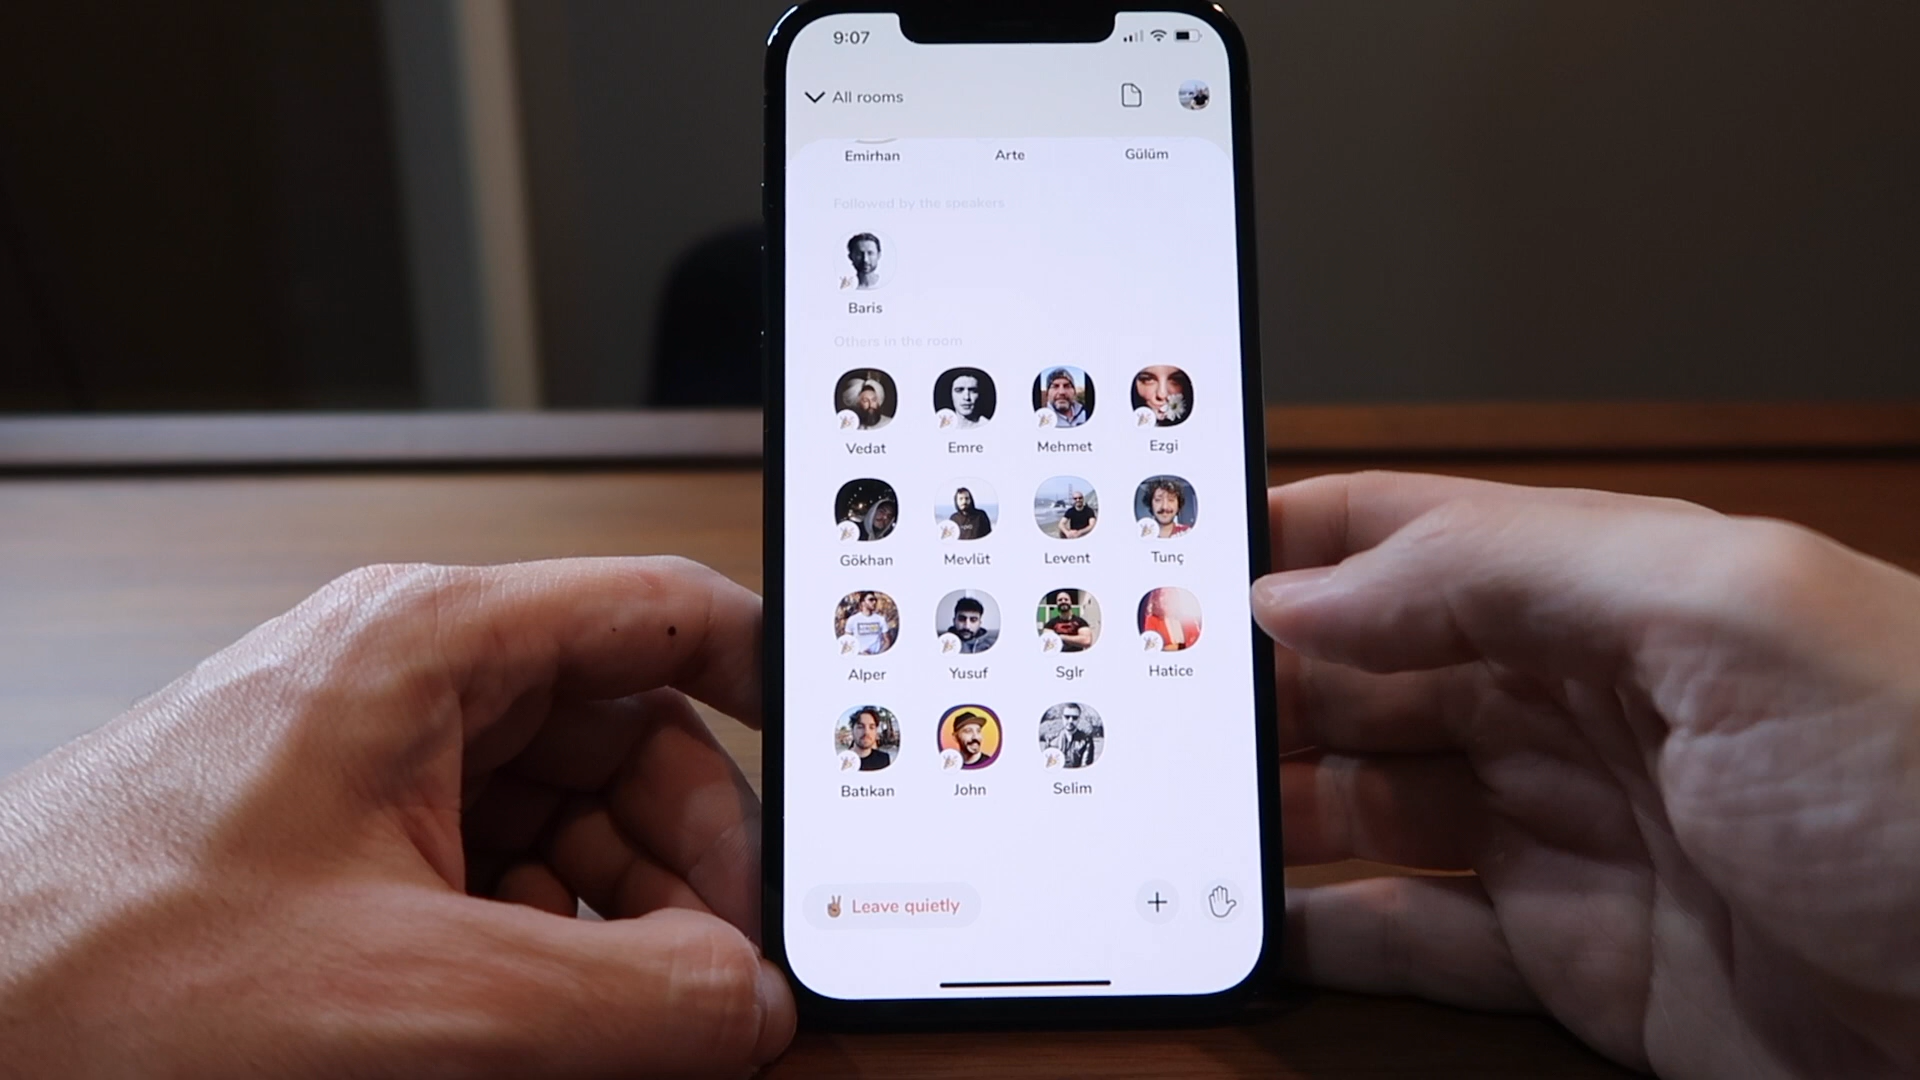 9:07
All rooms
Emirhan Arte Gülüm
Followed by the speakers
Baris
Others in the room
Vedat Emre Mehmet Ezgi
Gökhan Mevlüt Levent Tunç
Alper Yusuf Sglr Hatice
Batıkan John Selim
Leave quietly